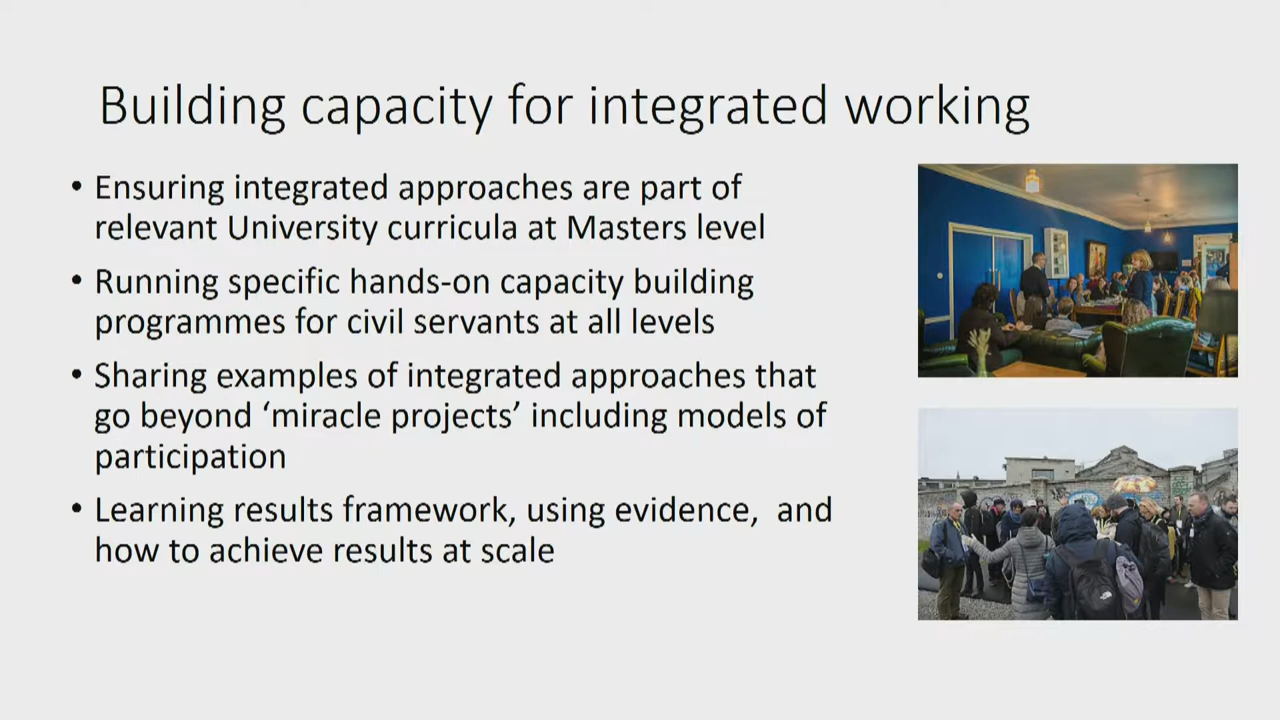 Building capacity for integrated working
• Ensuring integrated approaches are part of
relevant University curricula at Masters level
• Running specific hands-on capacity building
programmes for civil servants at all levels
• Sharing examples of integrated approaches that
go beyond ‘miracle projects’ including models of
participation
• Learning results framework, using evidence,  and
how to achieve results at scale